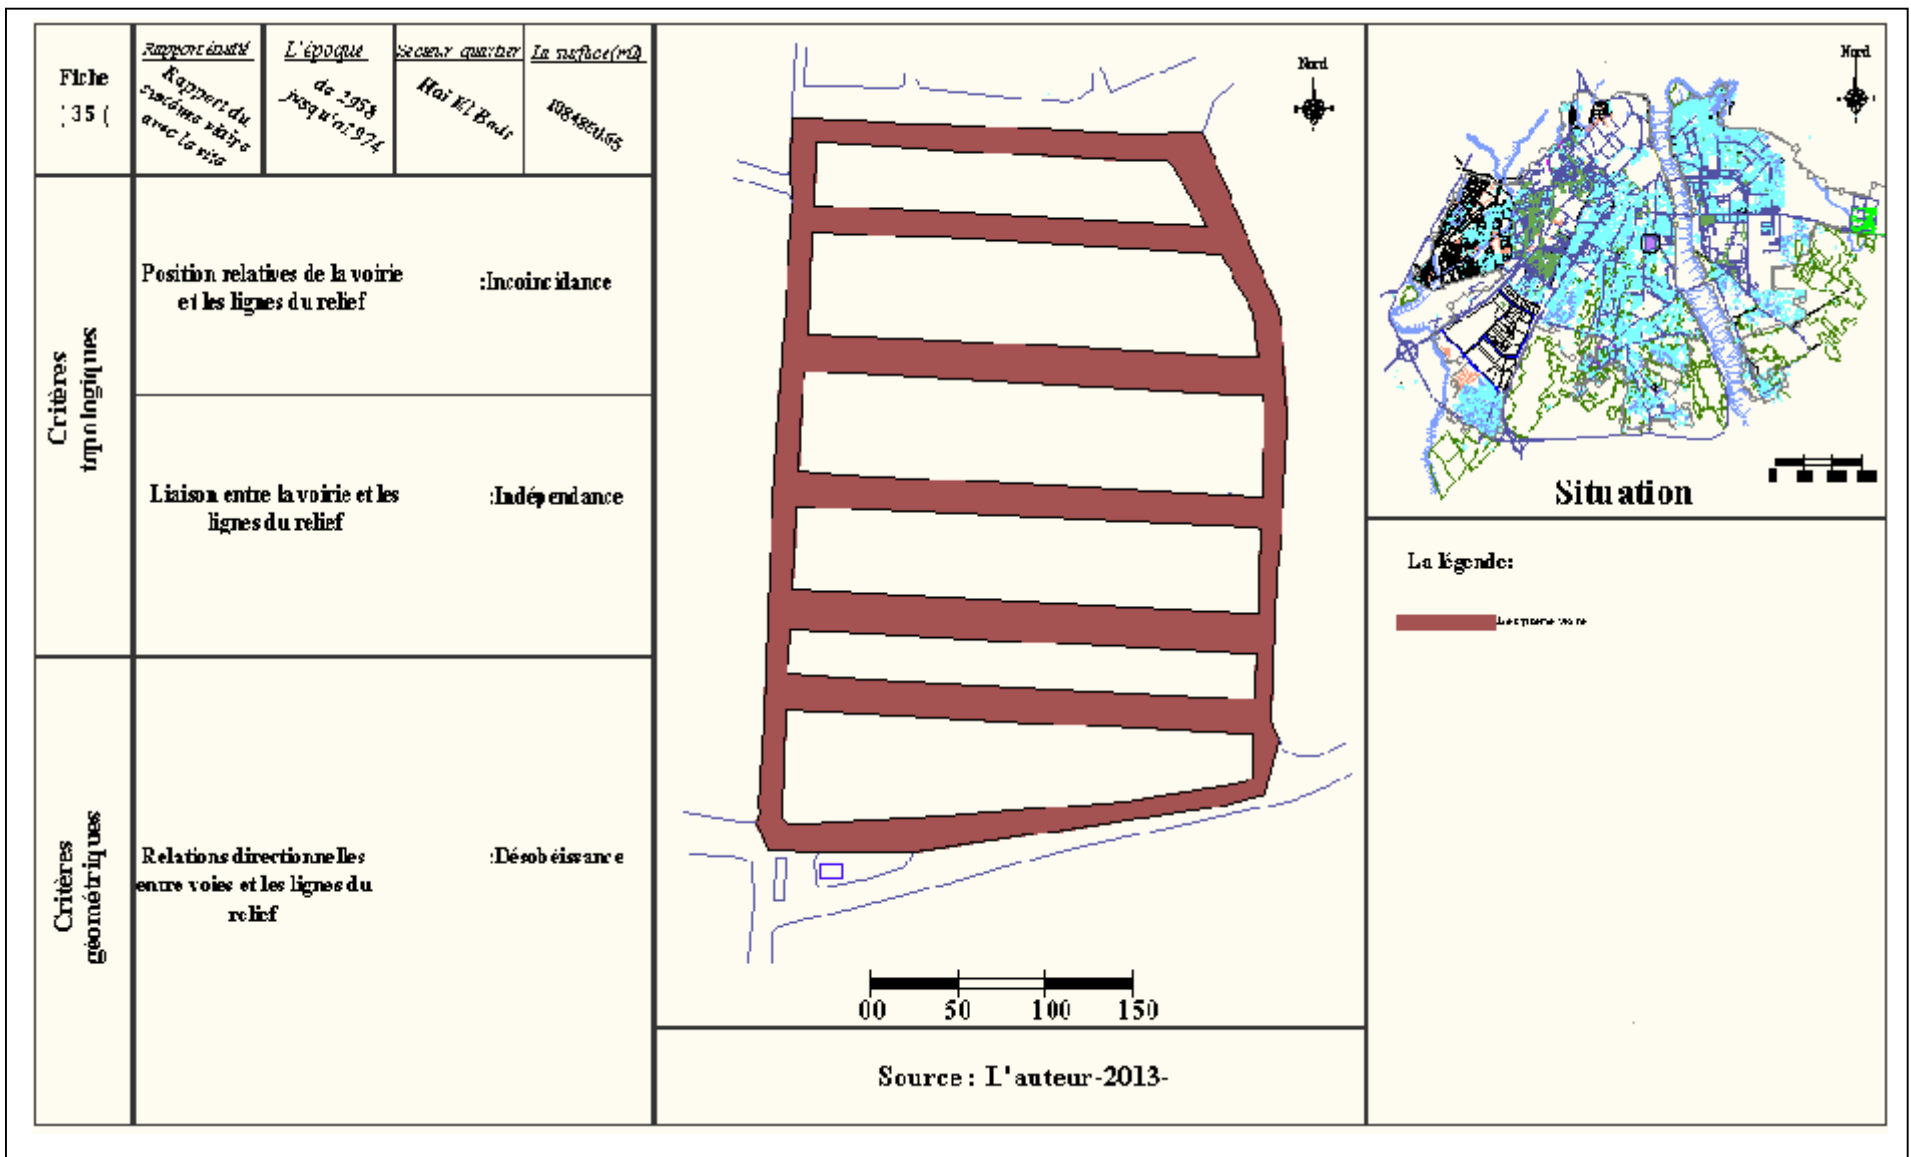 Fiche
35
Rapport étudié
Rapport du
système viaire
avec le site
L'époque
de 1958
jusqu'à 1974
Secteur quartier
Hai El Badr
La surface(m2)
Critères
topologiques
Position relatives de la voirie
et les lignes du relief
:Incoincidance
Liaison entre la voirie et les
lignes du relief
:Indépendance
Critères
géométriques
Relations directionnelles
entre voies et les lignes du
relief
:Désobéissance
Nord
00 50 100 150
Source : L'auteur-2013-
Nord
Situation
La légende: